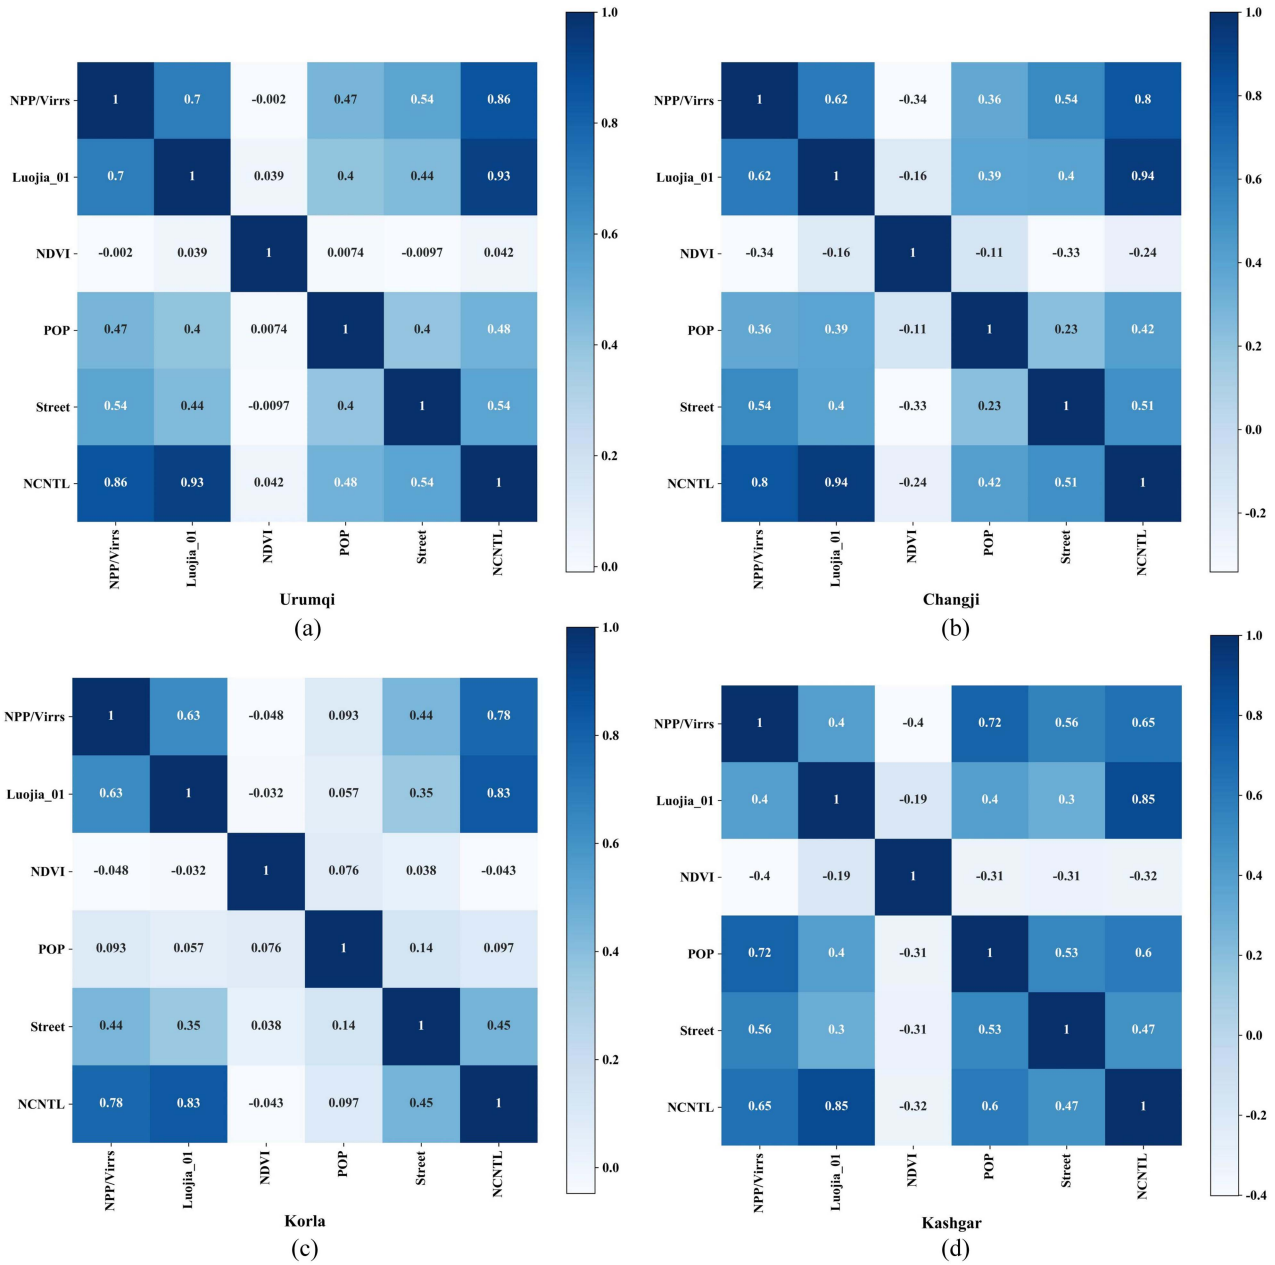 1.0
NPP/Virrs 1 0.7 -0.002 0.47 0.54 0.86
0.8
Luojia_01 0.7 1 0.039 0.4 0.44 0.93
0.6
NDVI -0.002 0.039 1 0.0074 -0.0097 0.042
POP 0.47 0.4 0.0074 1 0.4 0.48
0.4
Street 0.54 0.44 -0.0097 0.4 1 0.54
0.2
NCNTL 0.86 0.93 0.042 0.48 0.54 1
0.0
NPP/Virrs Luojia_01 NDVI POP Street NCNTL
Urumqi
(a)
1.0
NPP/Virrs 1 0.62 -0.34 0.36 0.54 0.8
0.8
Luojia_01 0.62 1 -0.16 0.39 0.4 0.94
0.6
NDVI -0.34 -0.16 1 -0.11 -0.33 -0.24
0.4
POP 0.36 0.39 -0.11 1 0.23 0.42
0.2
Street 0.54 0.4 -0.33 0.23 1 0.51
0.0
NCNTL 0.8 0.94 -0.24 0.42 0.51 1
-0.2
NPP/Virrs Luojia_01 NDVI POP Street NCNTL
Changji
(b)
1.0
NPP/Virrs 1 0.63 -0.048 0.093 0.44 0.78
0.8
Luojia_01 0.63 1 -0.032 0.057 0.35 0.83
0.6
NDVI -0.048 -0.032 1 0.076 0.038 -0.043
POP 0.093 0.057 0.076 1 0.14 0.097
0.4
Street 0.44 0.35 0.038 0.14 1 0.45
0.2
NCNTL 0.78 0.83 -0.043 0.097 0.45 1
0.0
NPP/Virrs Luojia_01 NDVI POP Street NCNTL
Korla
(c)
1.0
NPP/Virrs 1 0.4 -0.4 0.72 0.56 0.65
0.8
Luojia_01 0.4 1 -0.19 0.4 0.3 0.85
0.6
NDVI -0.4 -0.19 1 -0.31 -0.31 -0.32
0.4
POP 0.72 0.4 -0.31 1 0.53 0.6
0.2
Street 0.56 0.3 -0.31 0.53 1 0.47
0.0
NCNTL 0.65 0.85 -0.32 0.6 0.47 1
-0.2
-0.4
NPP/Virrs Luojia_01 NDVI POP Street NCNTL
Kashgar
(d)